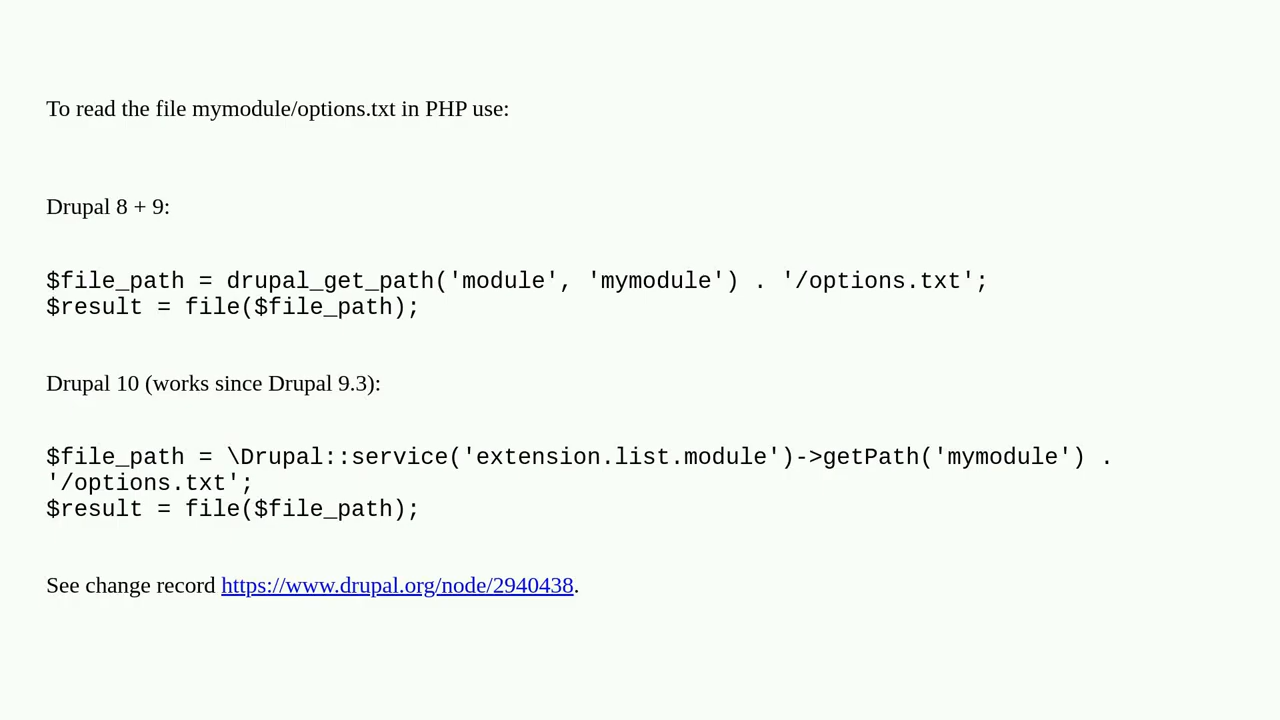 To read the file mymodule/options.txt in PHP use:
Drupal 8 + 9:
$file_path = drupal_get_path('module', 'mymodule') . '/options.txt';
$result = file($file_path);
Drupal 10 (works since Drupal 9.3):
$file_path = \Drupal::service('extension.list.module')->getPath('mymodule') .
'/options.txt';
$result = file($file_path);
See change record https://www.drupal.org/node/2940438.